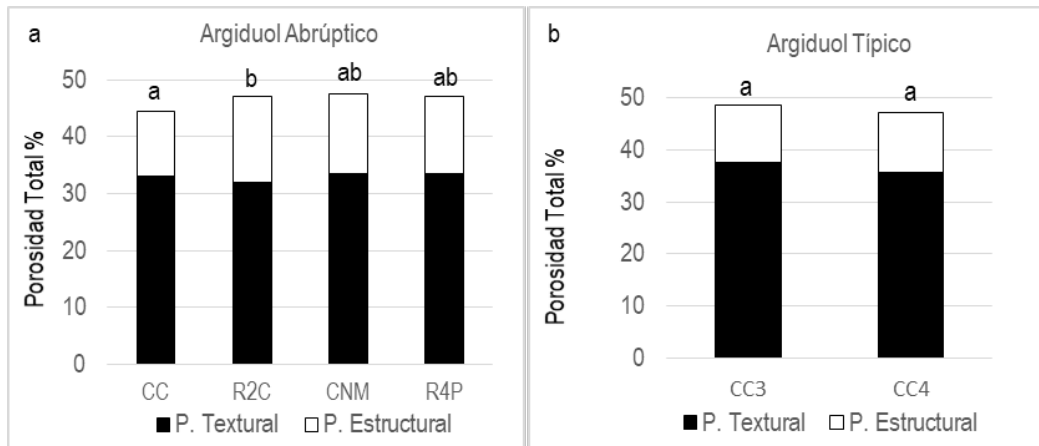 a
Argiduol Abrúptico
Porosidad Total %
50
40
30
20
10
0
a
b
ab
ab
CC R2C CNM R4P
P. Textural P. Estructural
b
Argiduol Típico
Porosidad Total %
50
40
30
20
10
0
a
a
CC3 CC4
P. Textural P. Estructural